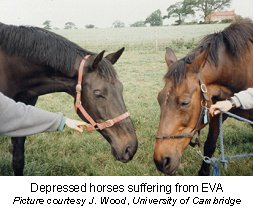 Depressed horses suffering from EVA
Picture courtesy J. Wood, University of Cambridge